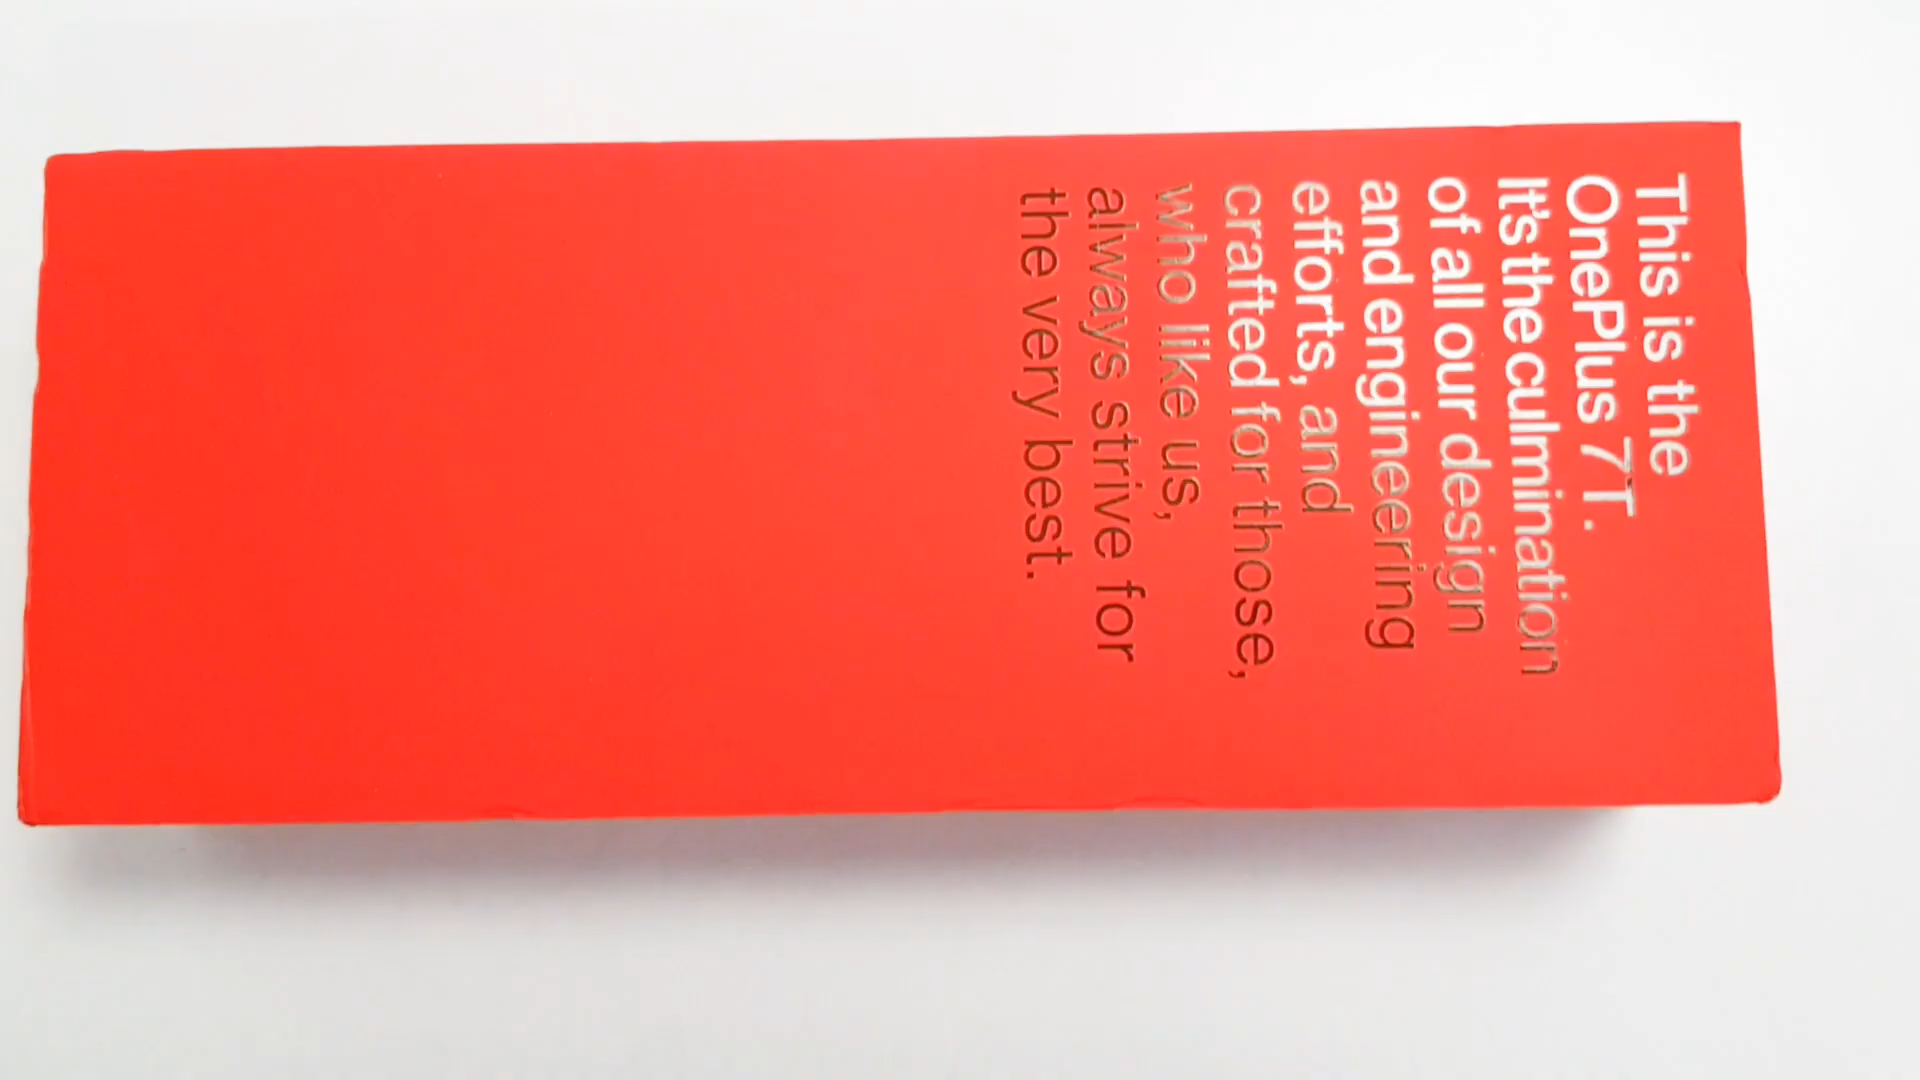 This is the
OnePlus 7T.
It's the culmination
of all our design
and engineering
efforts, and
crafted for those,
who like us,
always strive for
the very best.